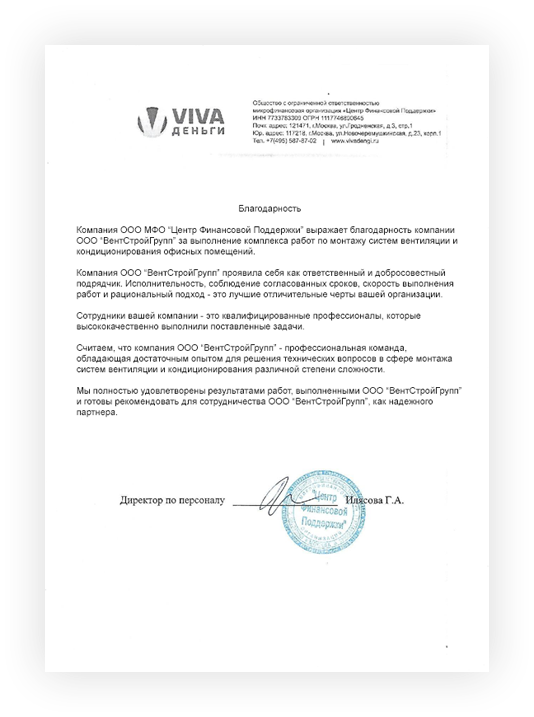 VIVA
ДЕНЬГИ
Общество с ограниченной ответственностью
микрофинансовая организация «Центр Финансовой Поддержки»
ИНН 7733783309 ОГРН 1117746890645
Почт. адрес: 121471, г.Москва, ул.Гродненская, д.3, стр.1
Юр. адрес: 117218, г.Москва, ул.Новочеремушкинская, д.23, корп.1
Тел. +7(495) 587-87-02 | www.vivadengi.ru
Благодарность
Компания ООО МФО "Центр Финансовой Поддержки" выражает благодарность компании
ООО "ВентСтройГрупп" за выполнение комплекса работ по монтажу систем вентиляции и
кондиционирования офисных помещений.
Компания ООО "ВентСтройГрупп" проявила себя как ответственный и добросовестный
подрядчик. Исполнительность, соблюдение согласованных сроков, скорость выполнения
работ и рациональный подход - это лучшие отличительные черты вашей организации.
Сотрудники вашей компании - это квалифицированные профессионалы, которые
высококачественно выполнили поставленные задачи.
Считаем, что компания ООО "ВентСтройГрупп" - профессиональная команда,
обладающая достаточным опытом для решения технических вопросов в сфере монтажа
систем вентиляции и кондиционирования различной степени сложности.
Мы полностью удовлетворены результатами работ, выполненными ООО "ВентСтройГрупп"
и готовы рекомендовать для сотрудничества ООО "ВентСтройГрупп", как надежного
партнера.
Директор по персоналу Илясова Г.А.
"Центр
Финансовой
Поддержки"